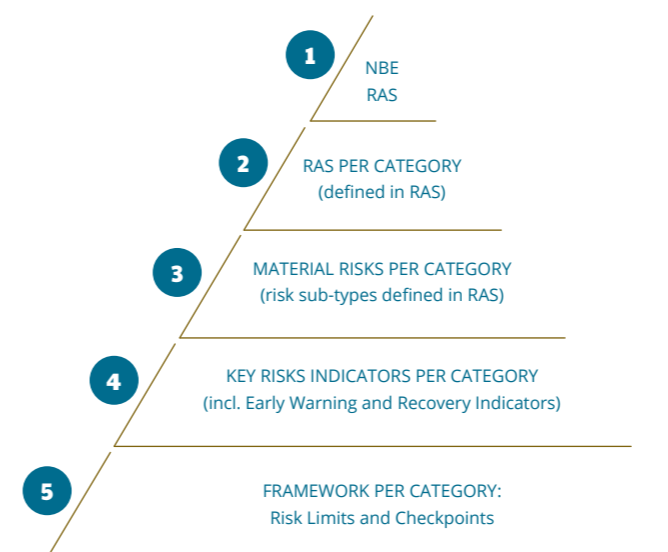 1
NBE
RAS
2
RAS PER CATEGORY
(defined in RAS)
3
MATERIAL RISKS PER CATEGORY
(risk sub-types defined in RAS)
4
KEY RISKS INDICATORS PER CATEGORY
(incl. Early Warning and Recovery Indicators)
5
FRAMEWORK PER CATEGORY:
Risk Limits and Checkpoints